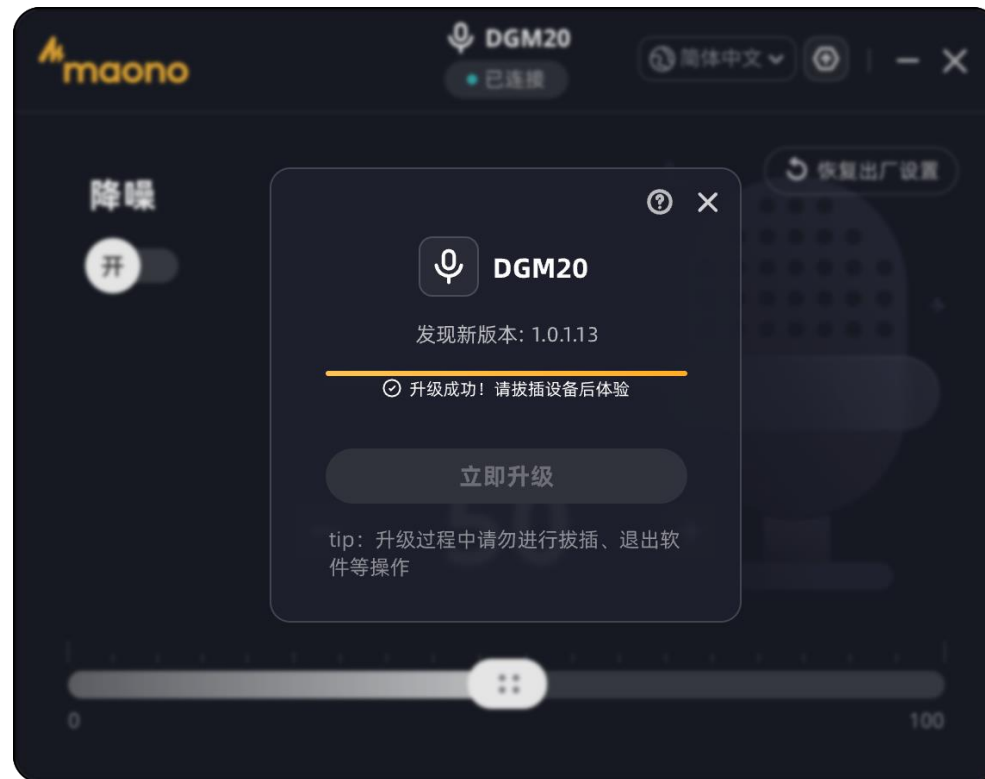 maono
DGM20
已连接
简体中文
恢复出厂设置
降噪
开
DGM20
发现新版本: 1.0.1.13
升级成功！请拔插设备后体验
立即升级
50
tip：升级过程中请勿进行拔插、退出软
件等操作
0
100